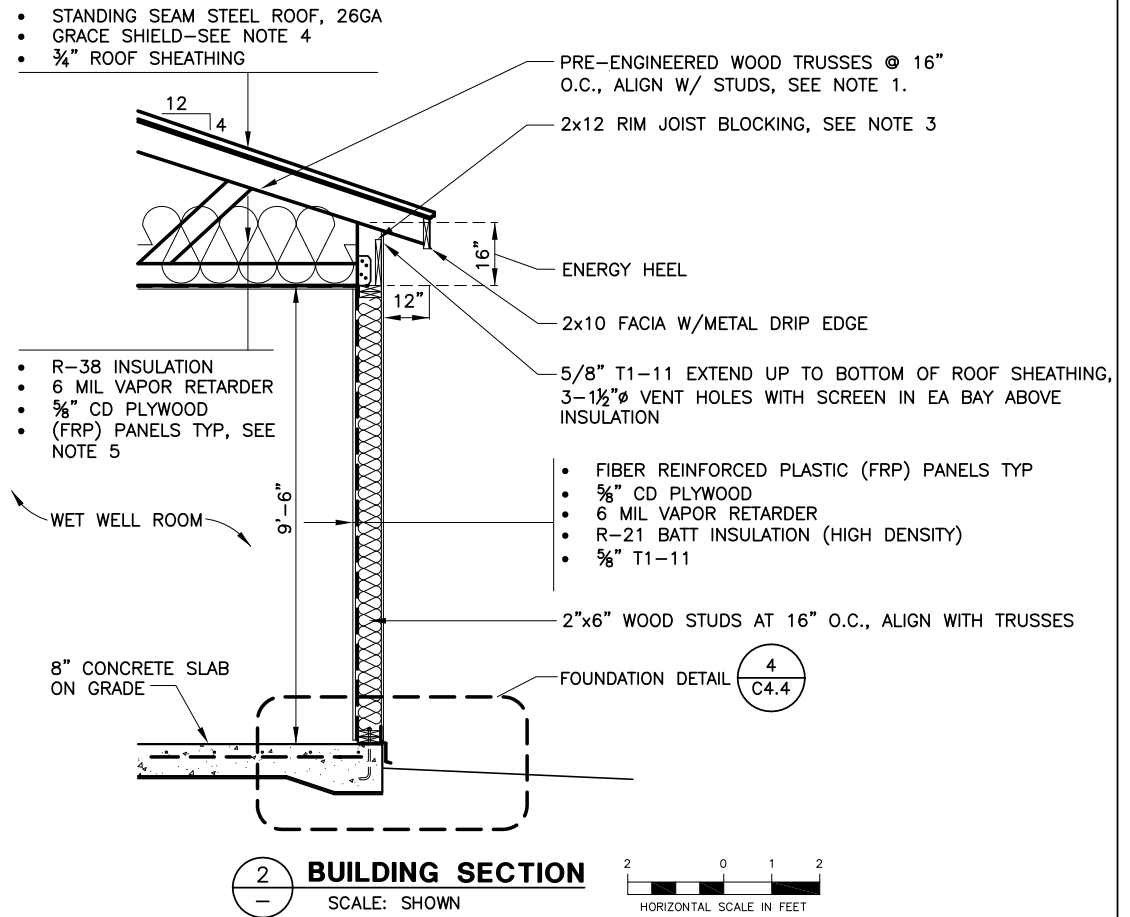 • STANDING SEAM STEEL ROOF, 26GA
• GRACE SHIELD–SEE NOTE 4
• ¾" ROOF SHEATHING
PRE–ENGINEERED WOOD TRUSSES @ 16"
O.C., ALIGN W/ STUDS, SEE NOTE 1.
12
4
2x12 RIM JOIST BLOCKING, SEE NOTE 3
16"
ENERGY HEEL
12"
2x10 FACIA W/METAL DRIP EDGE
• R–38 INSULATION
• 6 MIL VAPOR RETARDER
• ⅝" CD PLYWOOD
• (FRP) PANELS TYP, SEE
NOTE 5
5/8" T1–11 EXTEND UP TO BOTTOM OF ROOF SHEATHING,
3–1½"ø VENT HOLES WITH SCREEN IN EA BAY ABOVE
INSULATION
• FIBER REINFORCED PLASTIC (FRP) PANELS TYP
• ⅝" CD PLYWOOD
• 6 MIL VAPOR RETARDER
• R–21 BATT INSULATION (HIGH DENSITY)
• ⅝" T1–11
WET WELL ROOM
9'–6"
2"x6" WOOD STUDS AT 16" O.C., ALIGN WITH TRUSSES
8" CONCRETE SLAB
ON GRADE
FOUNDATION DETAIL
4
C4.4
2
–
BUILDING SECTION
SCALE: SHOWN
2 0 1 2
HORIZONTAL SCALE IN FEET